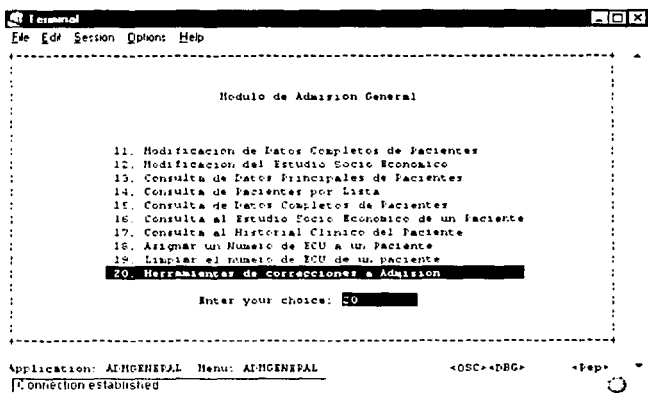 Terminal
File Edit Session Options Help
Modulo de Admision General
11. Modificacion de Datos Completos de Pacientes
12. Modificacion del Estudio Socio Economico
13. Consulta de Datos Principales de Pacientes
14. Consulta de Pacientes por Lista
15. Consulta de Datos Completos de Pacientes
16. Consulta al Estudio Socio Economico de un Paciente
17. Consulta al Historial Clinico del Paciente
18. Asignar un Numero de ECU a un Paciente
19. Limpiar el numero de ECU de un paciente
20. Herramientas de correcciones a Admision
Enter your choice: 20
Application: ADMGENERAL Menu: ADMGENERAL <OSC><DBG> <Rep>
Connection established